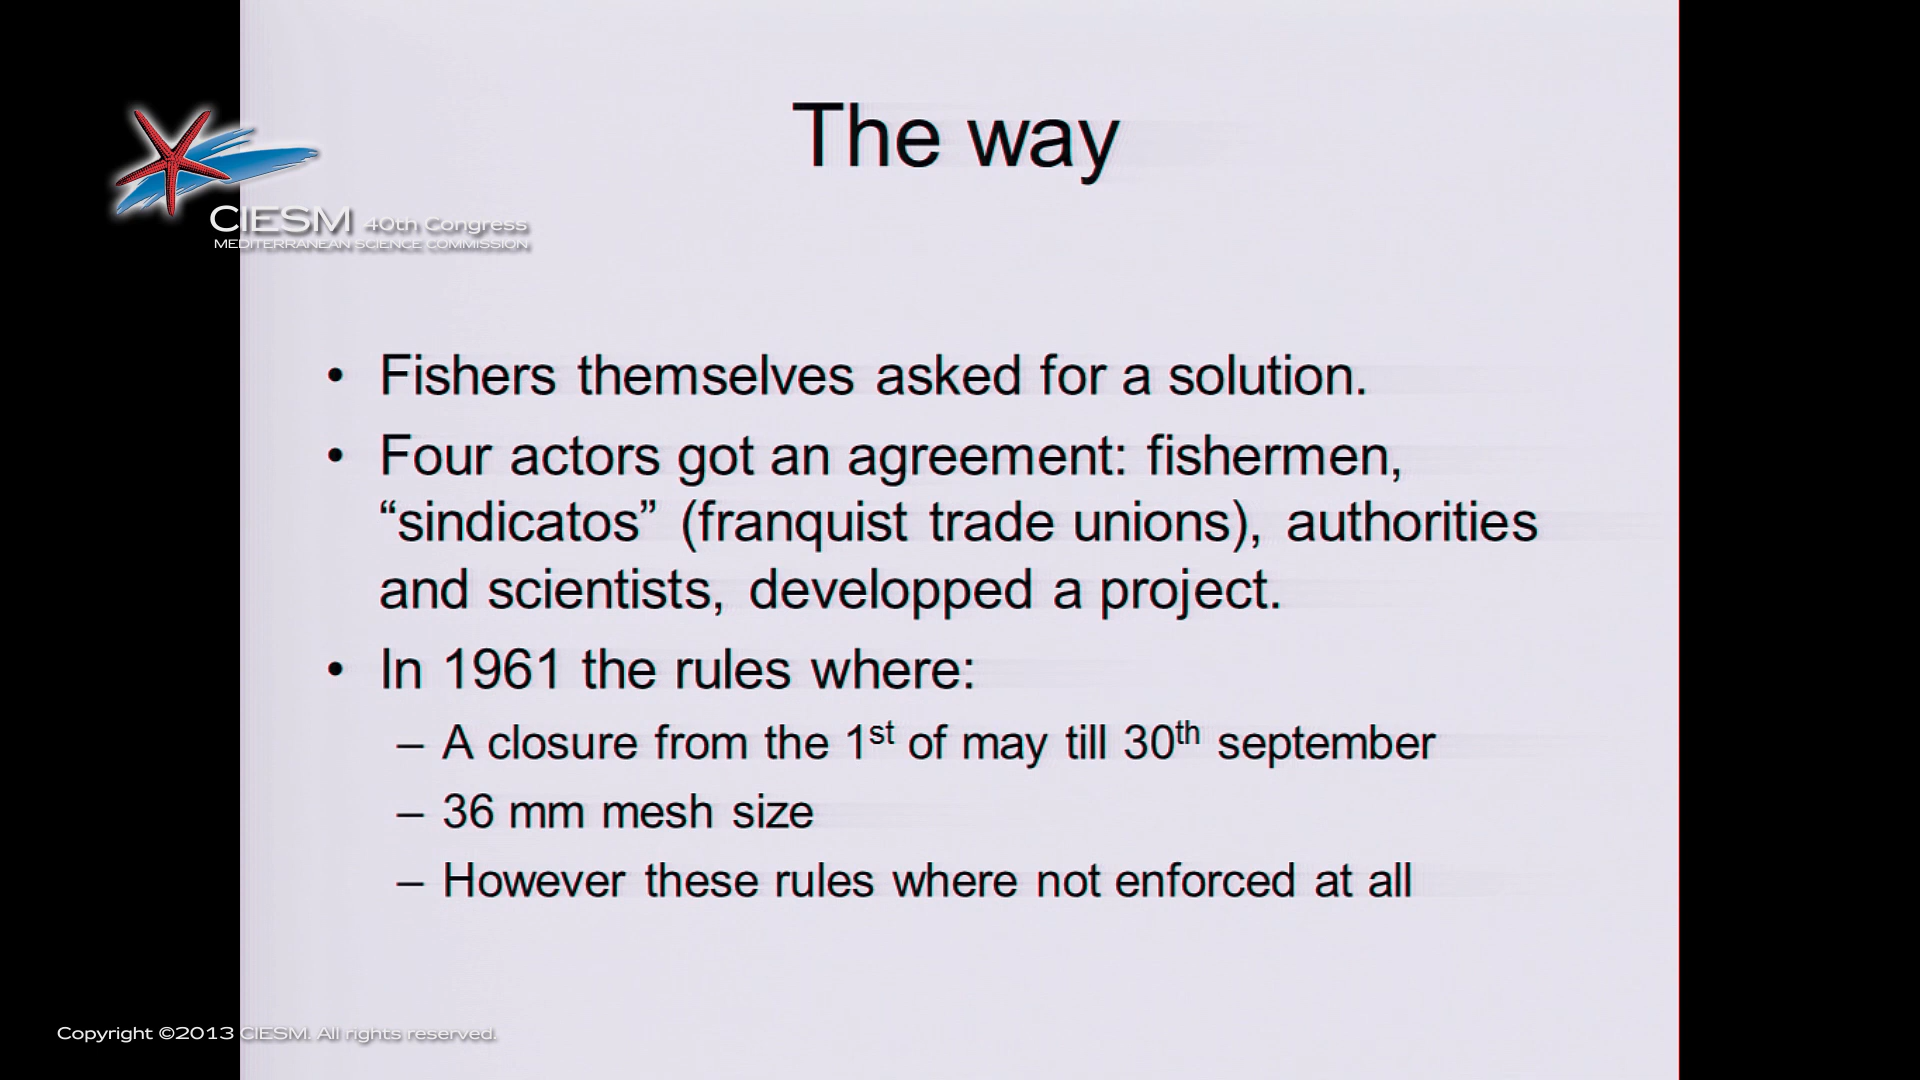 The way
CIESM 40th Congress
MEDITERRANEAN SCIENCE COMMISSION
• Fishers themselves asked for a solution.
• Four actors got an agreement: fishermen,
“sindicatos” (franquist trade unions), authorities
and scientists, developped a project.
• In 1961 the rules where:
– A closure from the 1st of may till 30th september
– 36 mm mesh size
– However these rules where not enforced at all
Copyright ©2013 CIESM. All rights reserved.